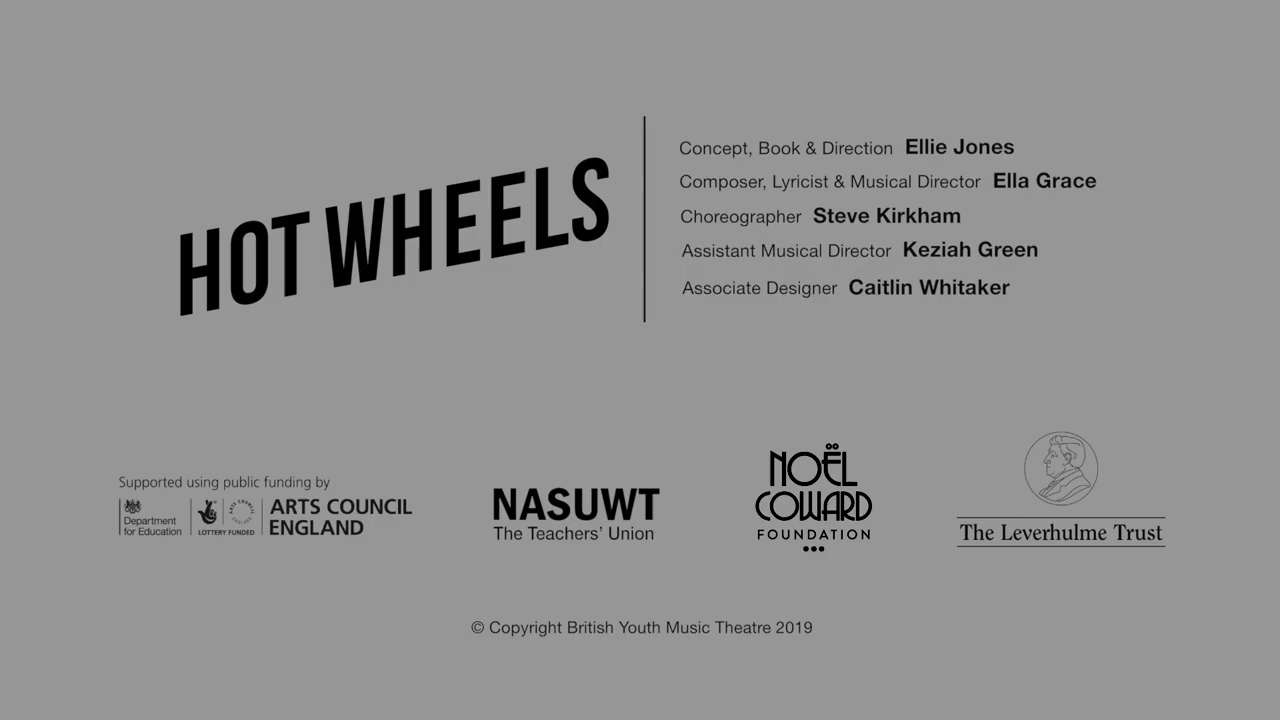 HOT WHEELS
Concept, Book & Direction Ellie Jones
Composer, Lyricist & Musical Director Ella Grace
Choreographer Steve Kirkham
Assistant Musical Director Keziah Green
Associate Designer Caitlin Whitaker
Supported using public funding by
Department
for Education
LOTTERY FUNDED
ARTS COUNCIL
ENGLAND
NASUWT
The Teachers' Union
NOËL
COWARD
FOUNDATION
The Leverhulme Trust
© Copyright British Youth Music Theatre 2019